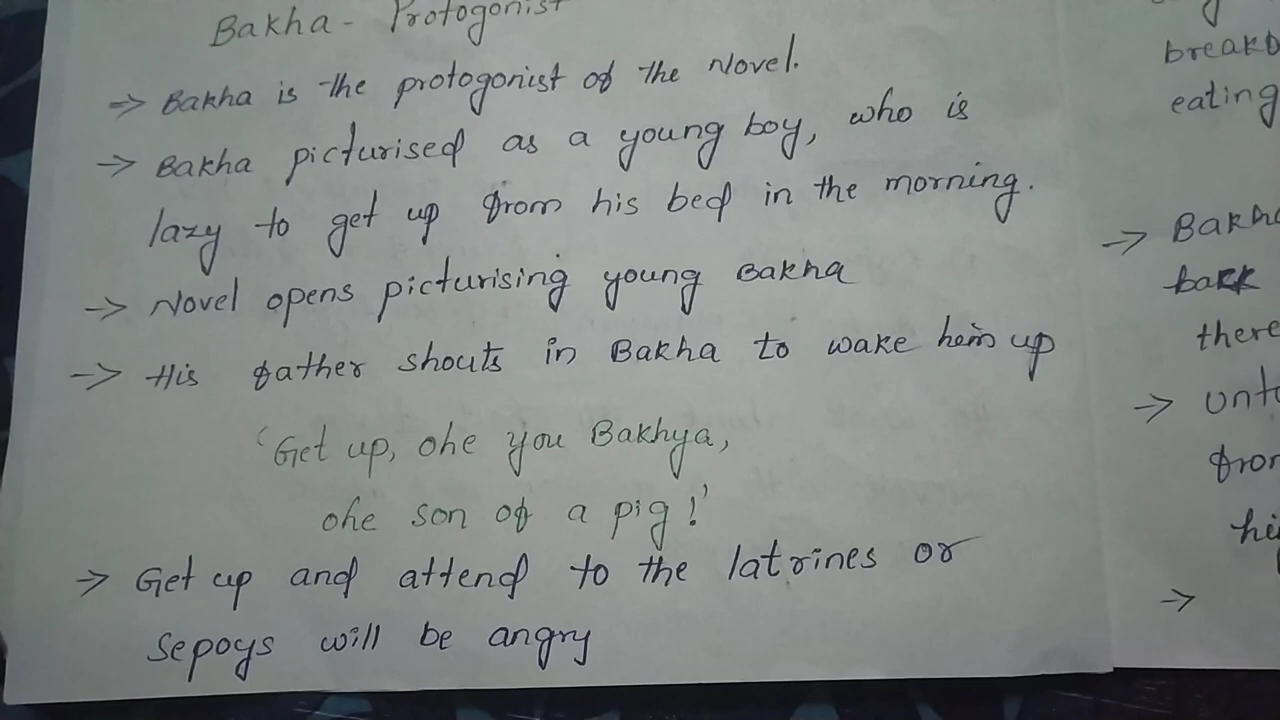 Bakha - Protogonist
→ Bakha is the protogonist of the Novel.
→ Bakha picturised as a young boy, who is
lazy to get up from his bed in the morning.
→ Novel opens picturising young Bakha
→ His father shouts in Bakha to wake him up
'Get up, ohe you Bakhya,
ohe son of a pig!'
→ Get up and attend to the latrines or
Sepoys will be angry
eating
→
there
→
→